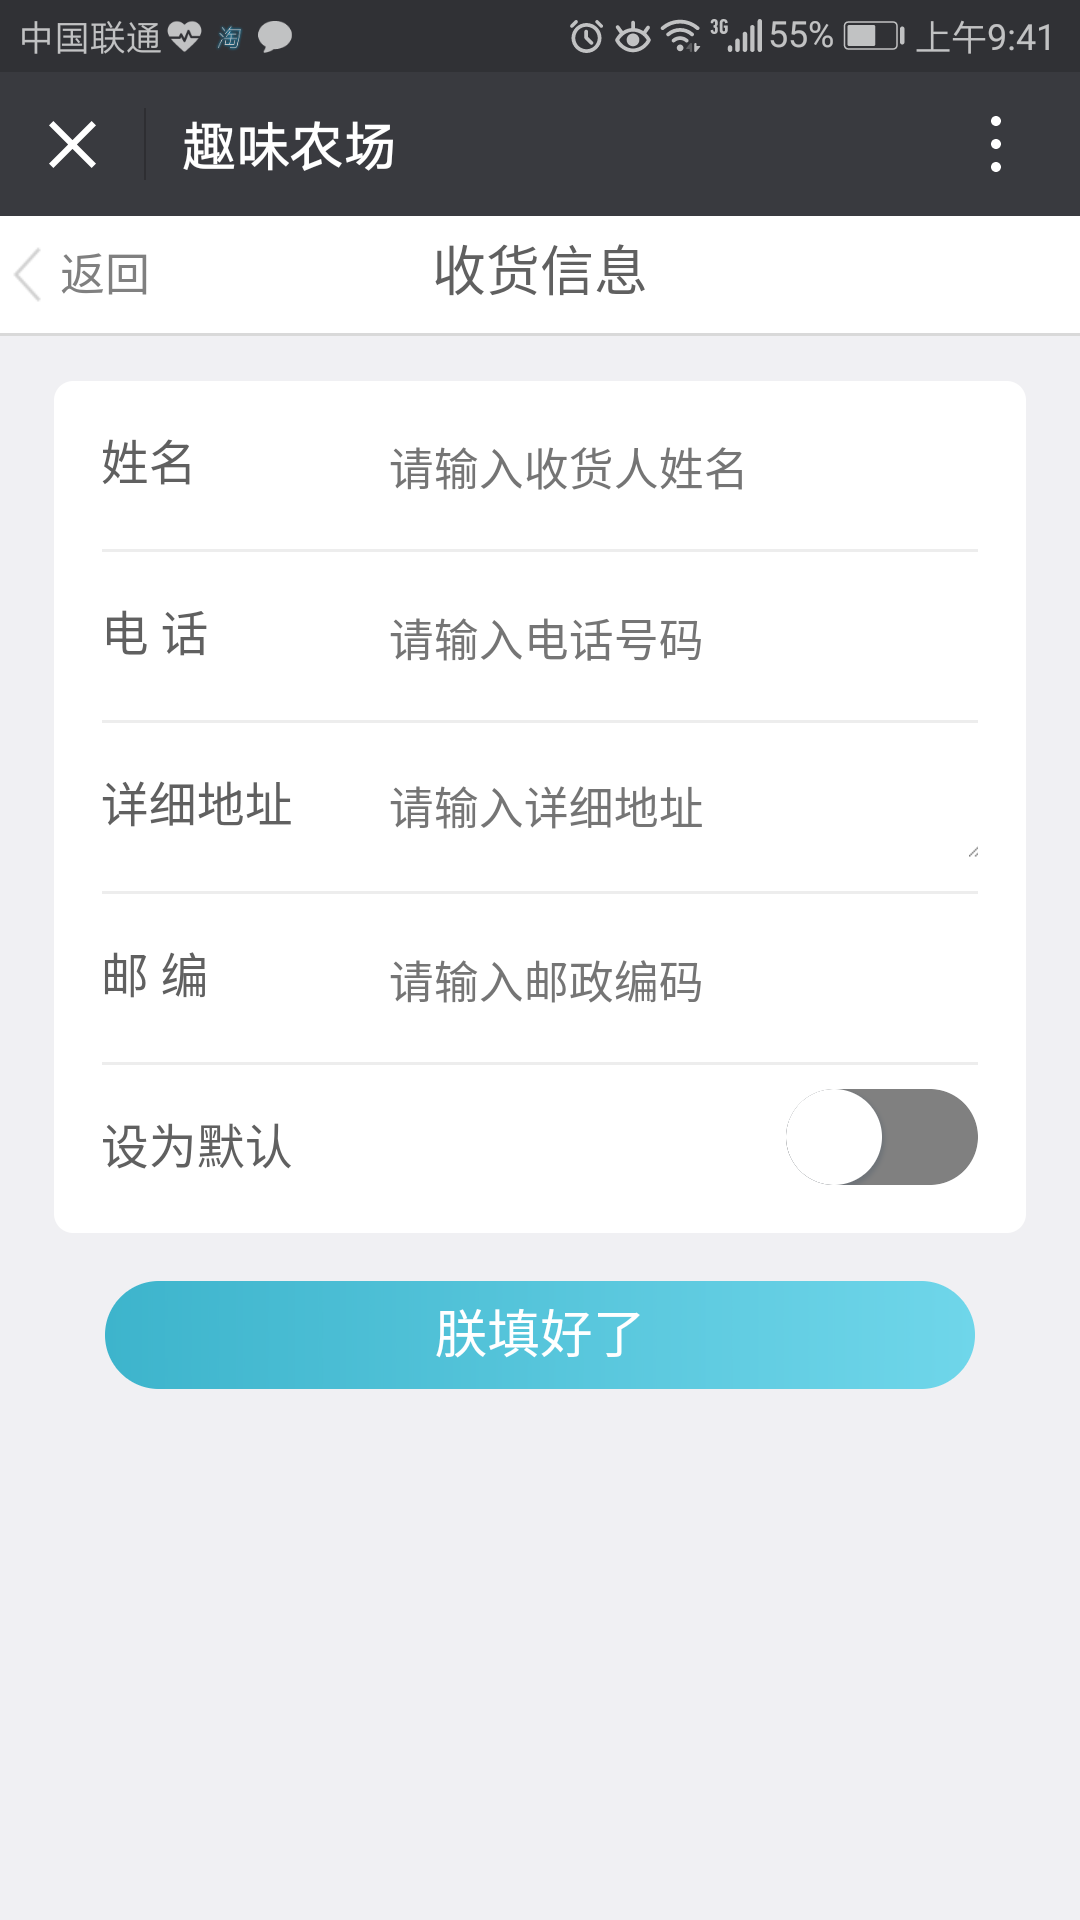 中国联通 淘 3G 55% 上午9:41
趣味农场
返回 收货信息
姓名 请输入收货人姓名
电 话 请输入电话号码
详细地址 请输入详细地址
邮 编 请输入邮政编码
设为默认
朕填好了